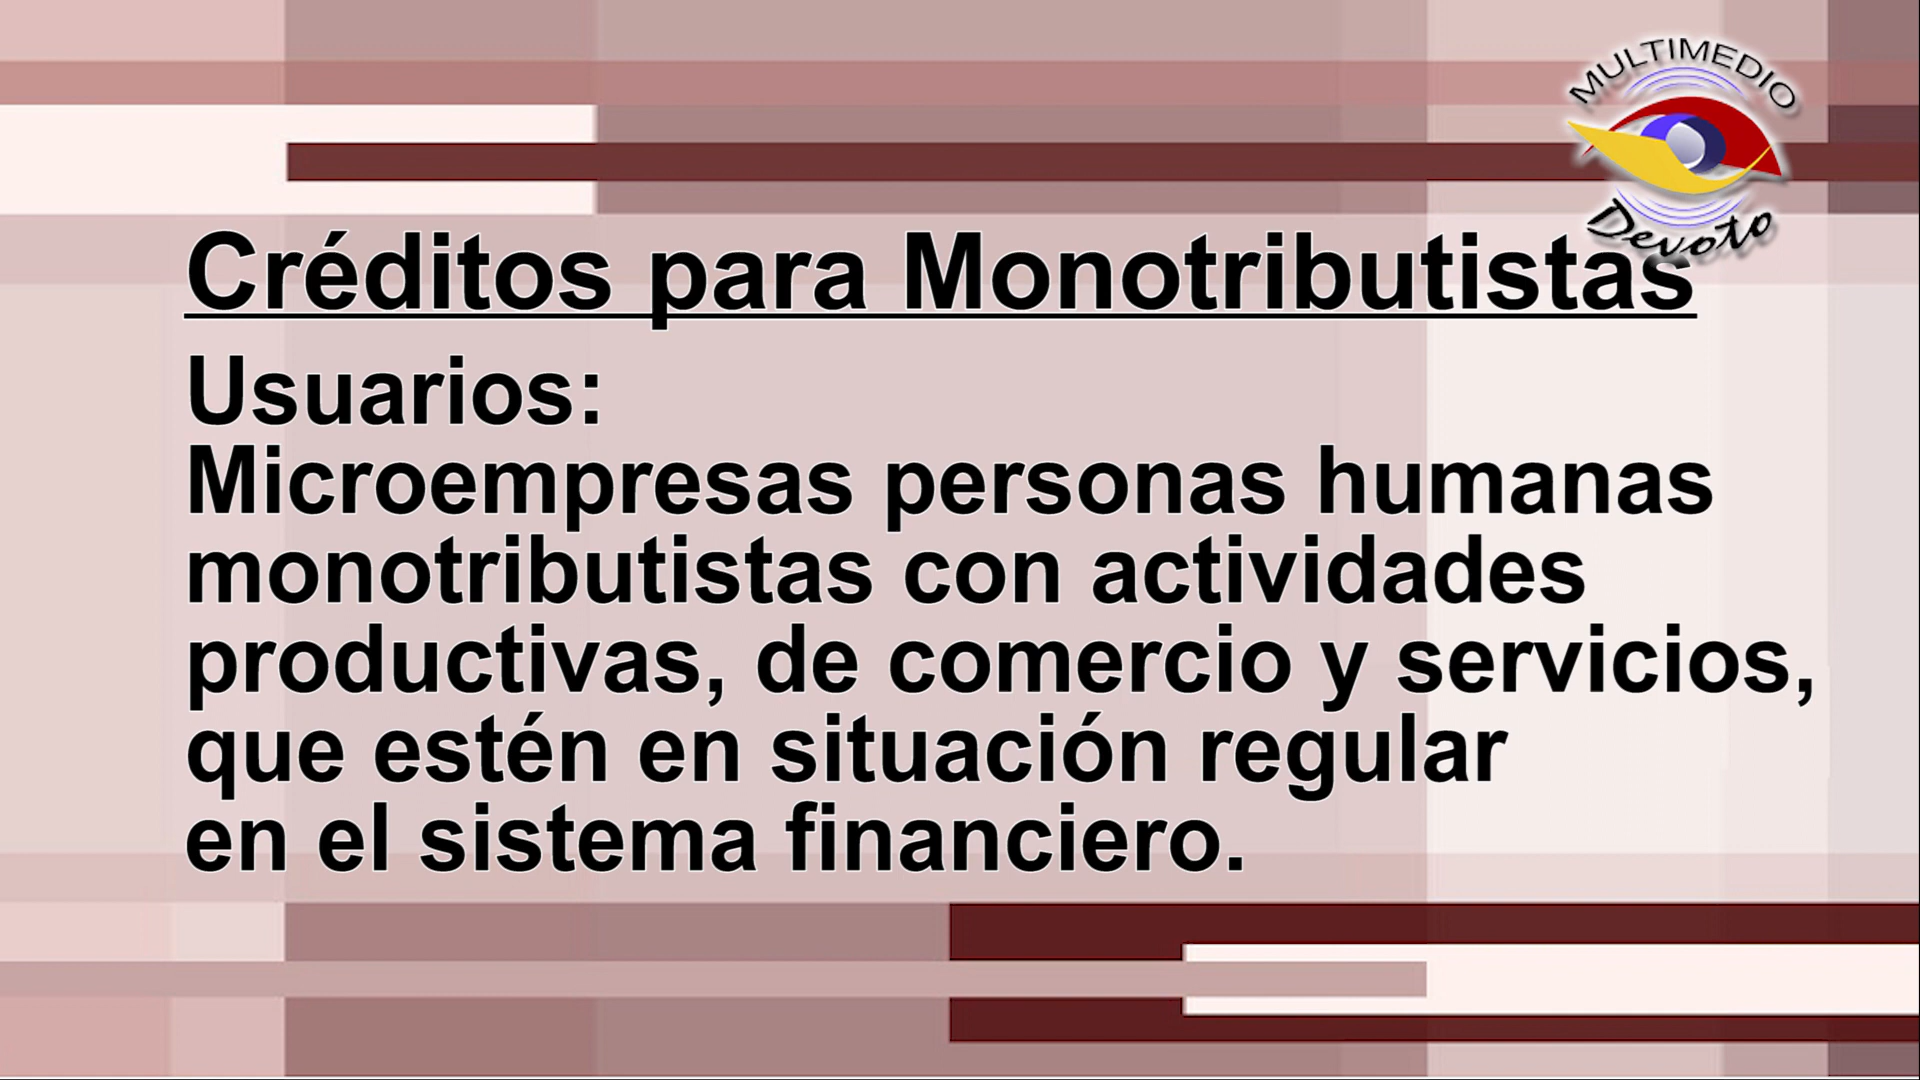 MULTIMEDIO
Devoto
Créditos para Monotributistas
Usuarios:
Microempresas personas humanas
monotributistas con actividades
productivas, de comercio y servicios,
que estén en situación regular
en el sistema financiero.